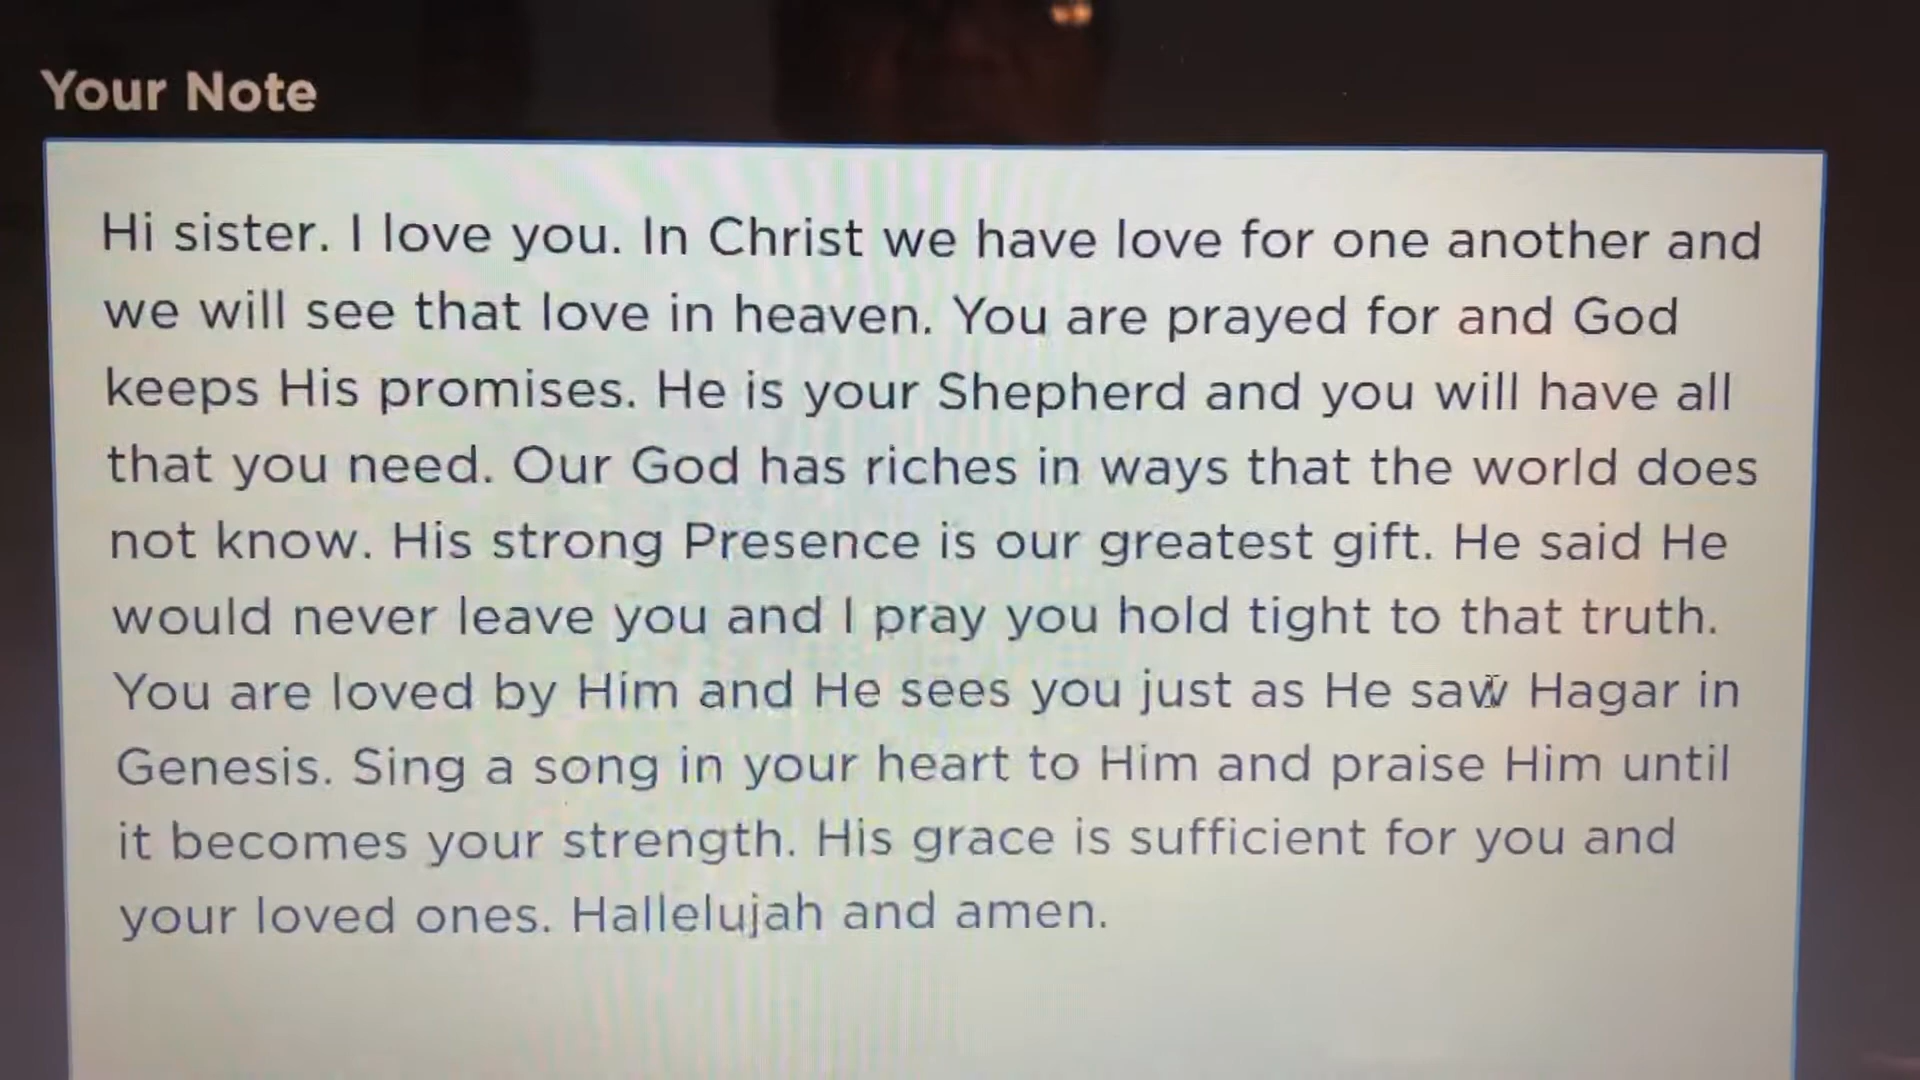 Your Note
Hi sister. I love you. In Christ we have love for one another and
we will see that love in heaven. You are prayed for and God
keeps His promises. He is your Shepherd and you will have all
that you need. Our God has riches in ways that the world does
not know. His strong Presence is our greatest gift. He said He
would never leave you and I pray you hold tight to that truth.
You are loved by Him and He sees you just as He saw Hagar in
Genesis. Sing a song in your heart to Him and praise Him until
it becomes your strength. His grace is sufficient for you and
your loved ones. Hallelujah and amen.